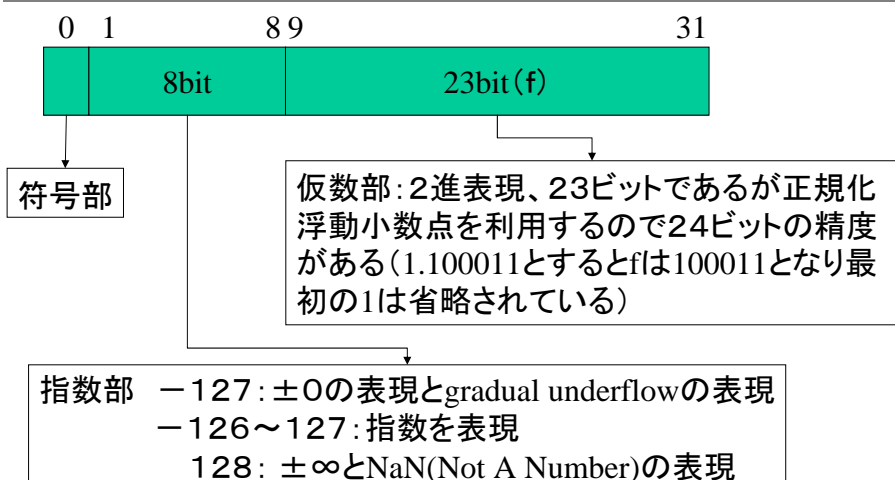 0 1 8 9 31
8bit 23bit(f)
符号部
仮数部:2進表現、23ビットであるが正規化
浮動小数点を利用するので24ビットの精度
がある(1.100011とするとfは100011となり最
初の1は省略されている)
指数部 －127:±0の表現とgradual underflowの表現
－126～127:指数を表現
128: ±∞とNaN(Not A Number)の表現